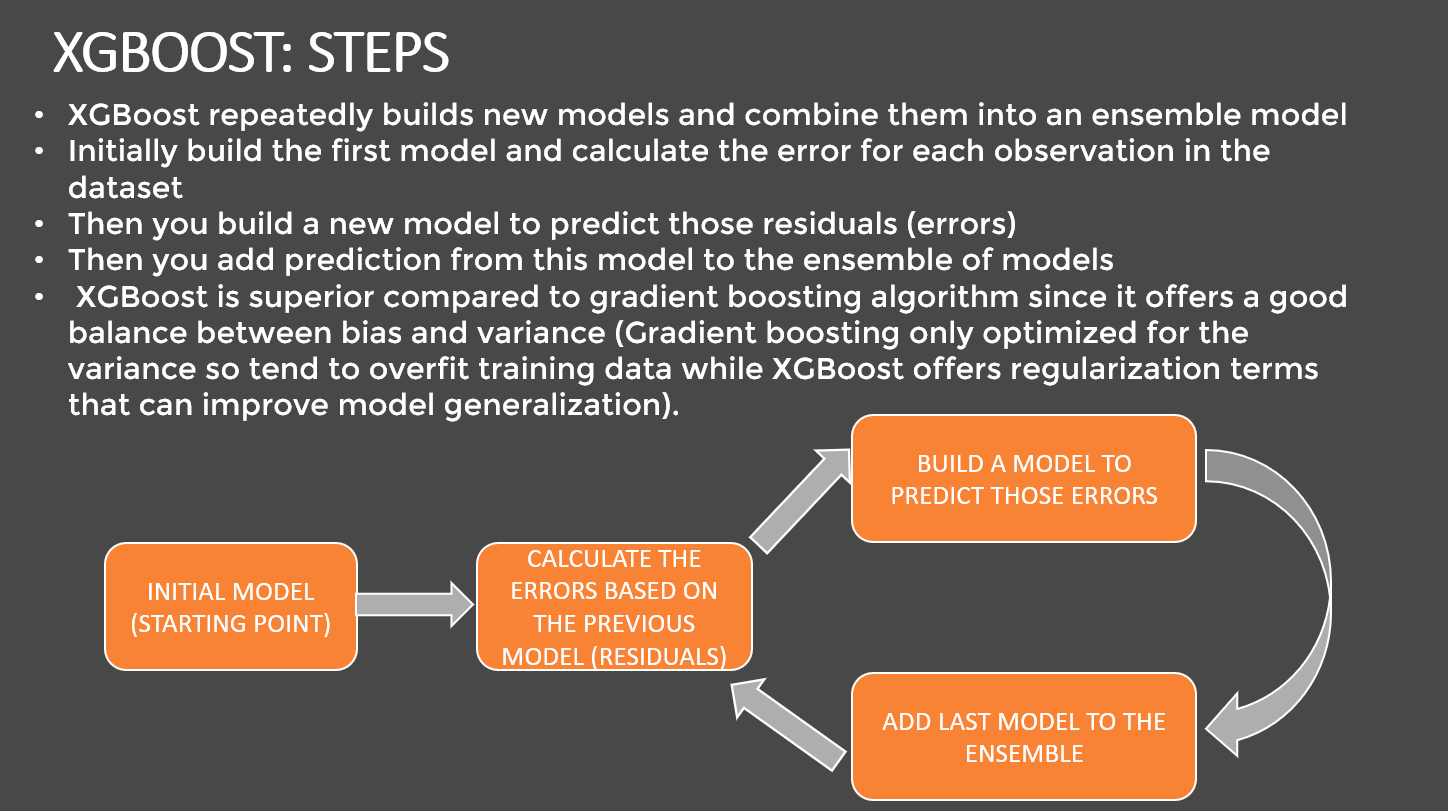 XGBOOST: STEPS
• XGBoost repeatedly builds new models and combine them into an ensemble model
• Initially build the first model and calculate the error for each observation in the
dataset
• Then you build a new model to predict those residuals (errors)
• Then you add prediction from this model to the ensemble of models
• XGBoost is superior compared to gradient boosting algorithm since it offers a good
balance between bias and variance (Gradient boosting only optimized for the
variance so tend to overfit training data while XGBoost offers regularization terms
that can improve model generalization).
INITIAL MODEL
(STARTING POINT)
CALCULATE THE
ERRORS BASED ON
THE PREVIOUS
MODEL (RESIDUALS)
BUILD A MODEL TO
PREDICT THOSE ERRORS
ADD LAST MODEL TO THE
ENSEMBLE